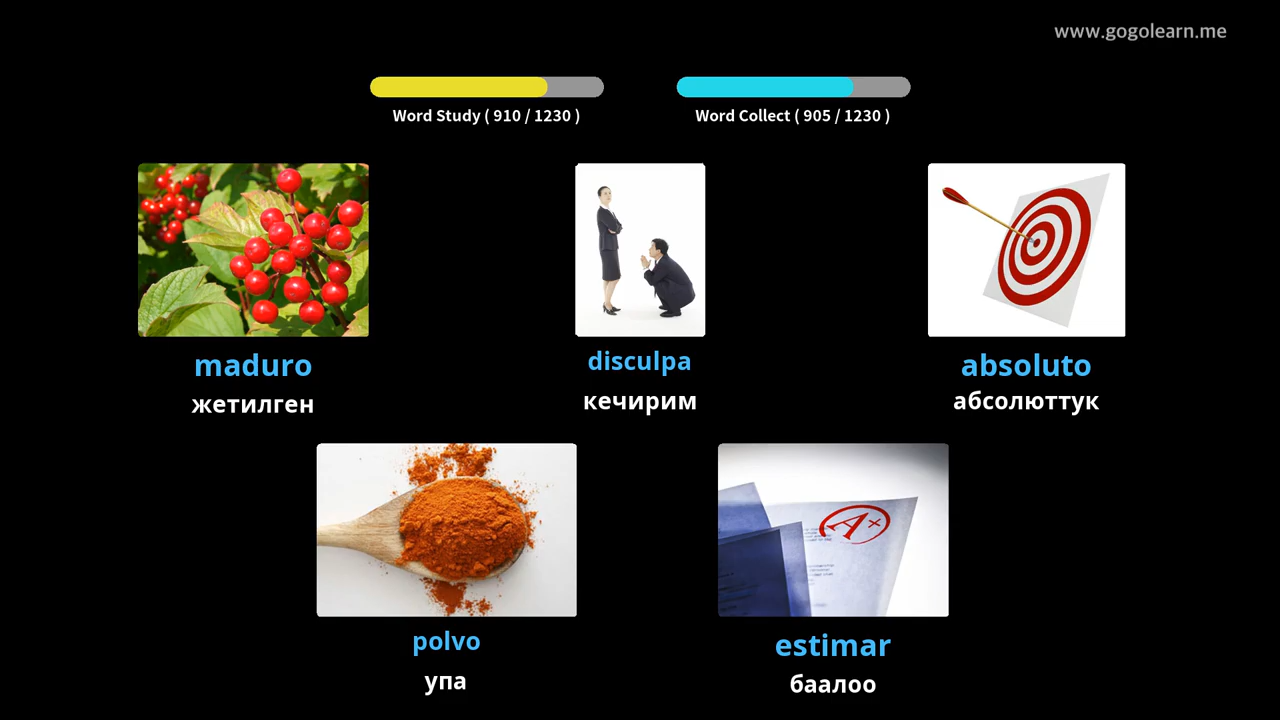 www.gogolearn.me
Word Study ( 910 / 1230 )
Word Collect ( 905 / 1230 )
maduro
жетилген
disculpa
кечирим
absoluto
абсолюттук
A+
polvo
упа
estimar
баалоо